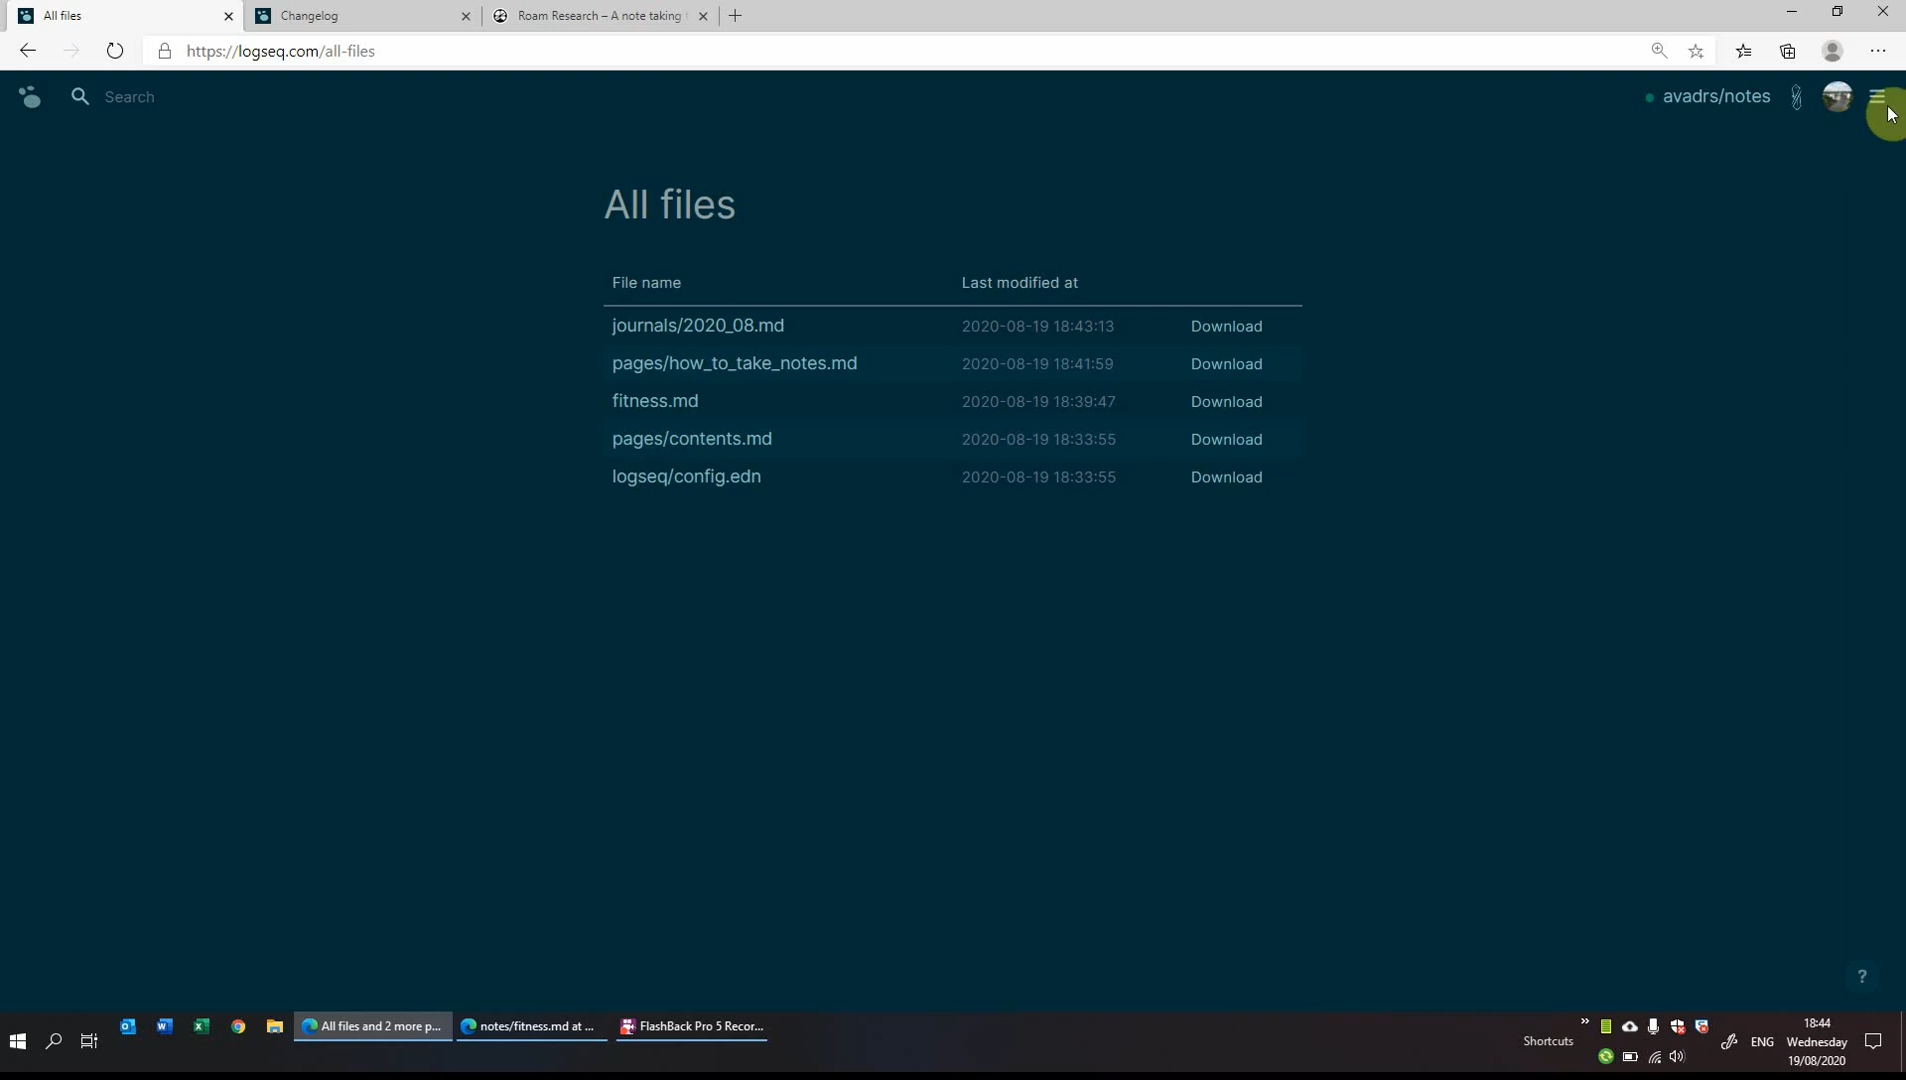 All files
Changelog
Roam Research – A note taking
https://logseq.com/all-files
Search
avadrs/notes
All files
File name Last modified at
journals/2020_08.md 2020-08-19 18:43:13 Download
pages/how_to_take_notes.md 2020-08-19 18:41:59 Download
fitness.md 2020-08-19 18:39:47 Download
pages/contents.md 2020-08-19 18:33:55 Download
logseq/config.edn 2020-08-19 18:33:55 Download
?
All files and 2 more p...
notes/fitness.md at ...
FlashBack Pro 5 Recor...
Shortcuts
ENG
18:44
Wednesday
19/08/2020